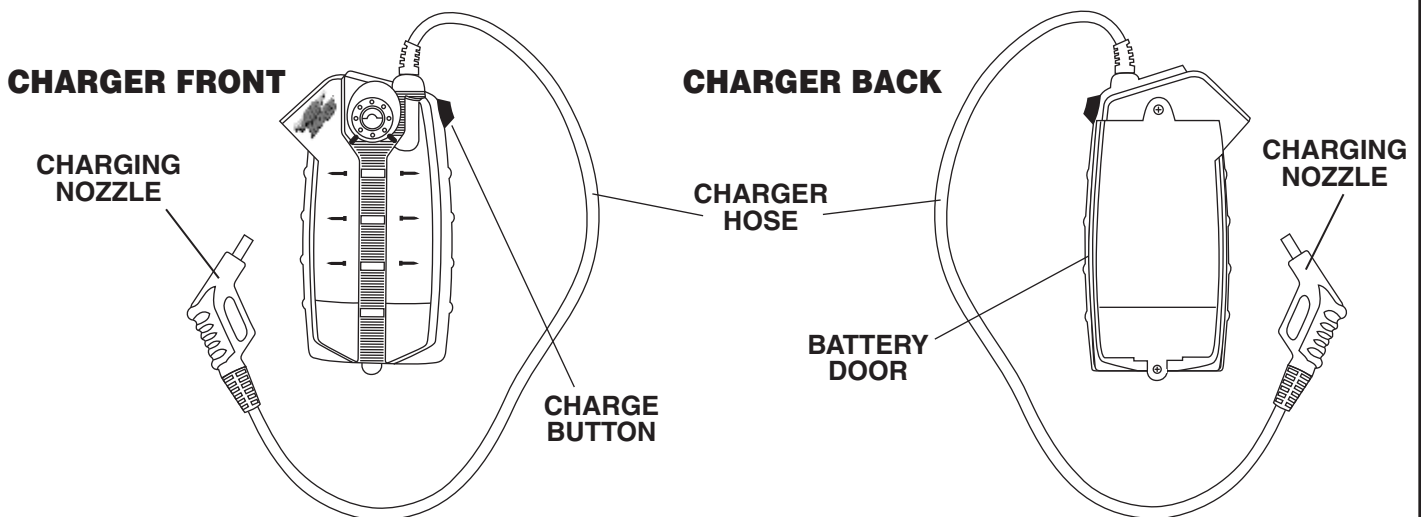 CHARGER FRONT
CHARGING
NOZZLE
CHARGE
BUTTON
CHARGER
HOSE
CHARGER BACK
BATTERY
DOOR
CHARGING
NOZZLE